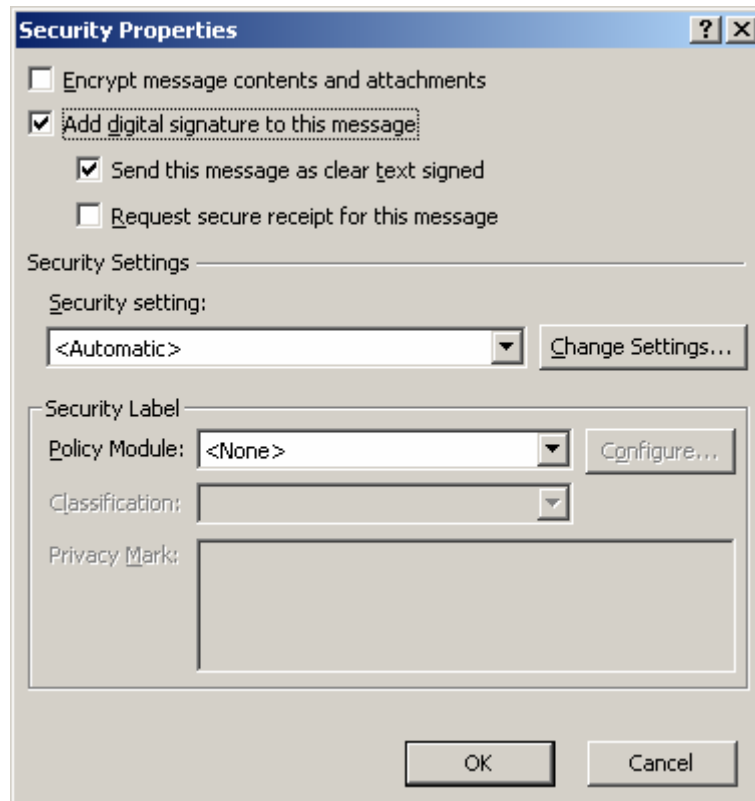 Security Properties
Encrypt message contents and attachments
Add digital signature to this message
Send this message as clear text signed
Request secure receipt for this message
Security Settings
Security setting:
<Automatic>
Change Settings...
Security Label
Policy Module: <None>
Configure...
Classification:
Privacy Mark:
OK
Cancel